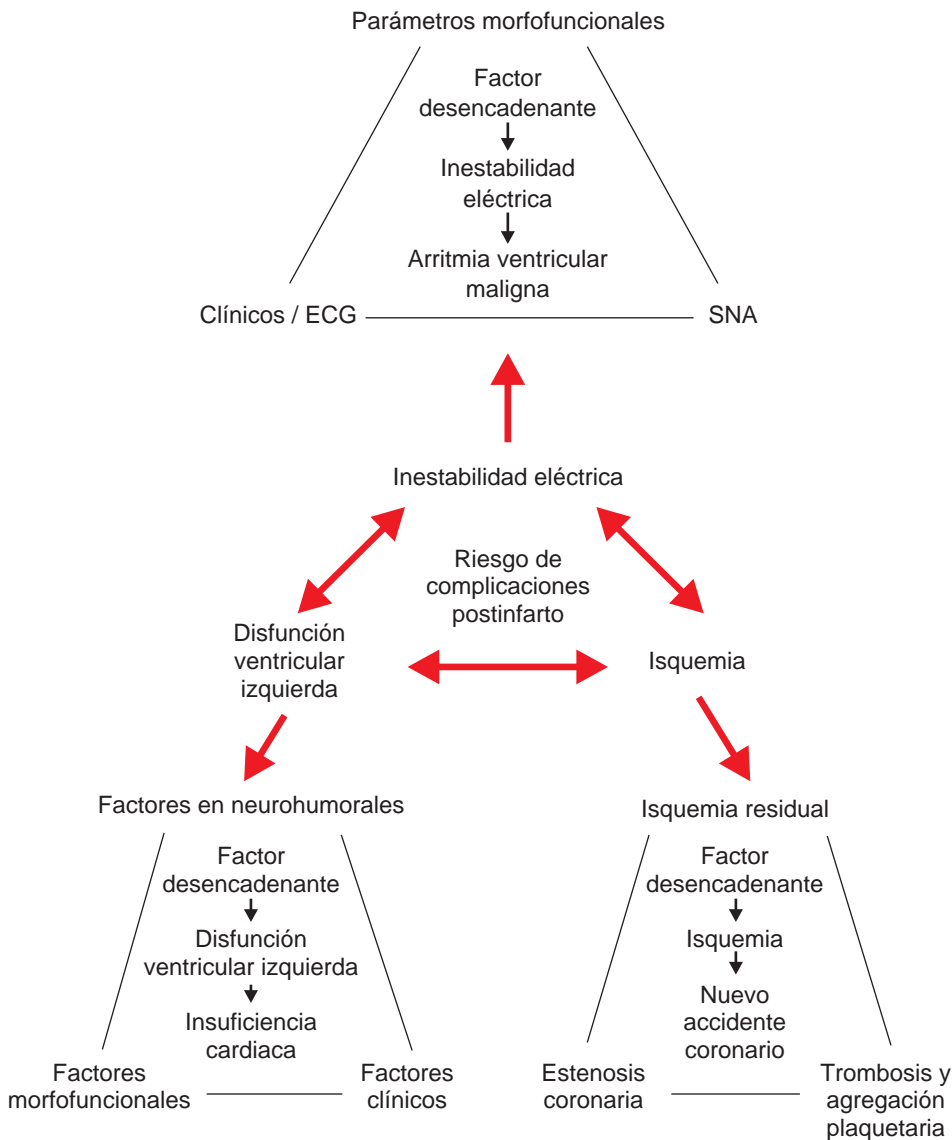 Parámetros morfofuncionales
Factor
desencadenante
Inestabilidad
eléctrica
Arritmia ventricular
maligna
Clínicos / ECG
SNA
Inestabilidad eléctrica
Riesgo de
complicaciones
postinfarto
Disfunción
ventricular
izquierda
Isquemia
Factores en neurohumorales
Factor
desencadenante
Disfunción
ventricular izquierda
Insuficiencia
cardiaca
Factores
morfofuncionales
Factores
clínicos
Isquemia residual
Factor
desencadenante
Isquemia
Nuevo
accidente
coronario
Estenosis
coronaria
Trombosis y
agregación
plaquetaria